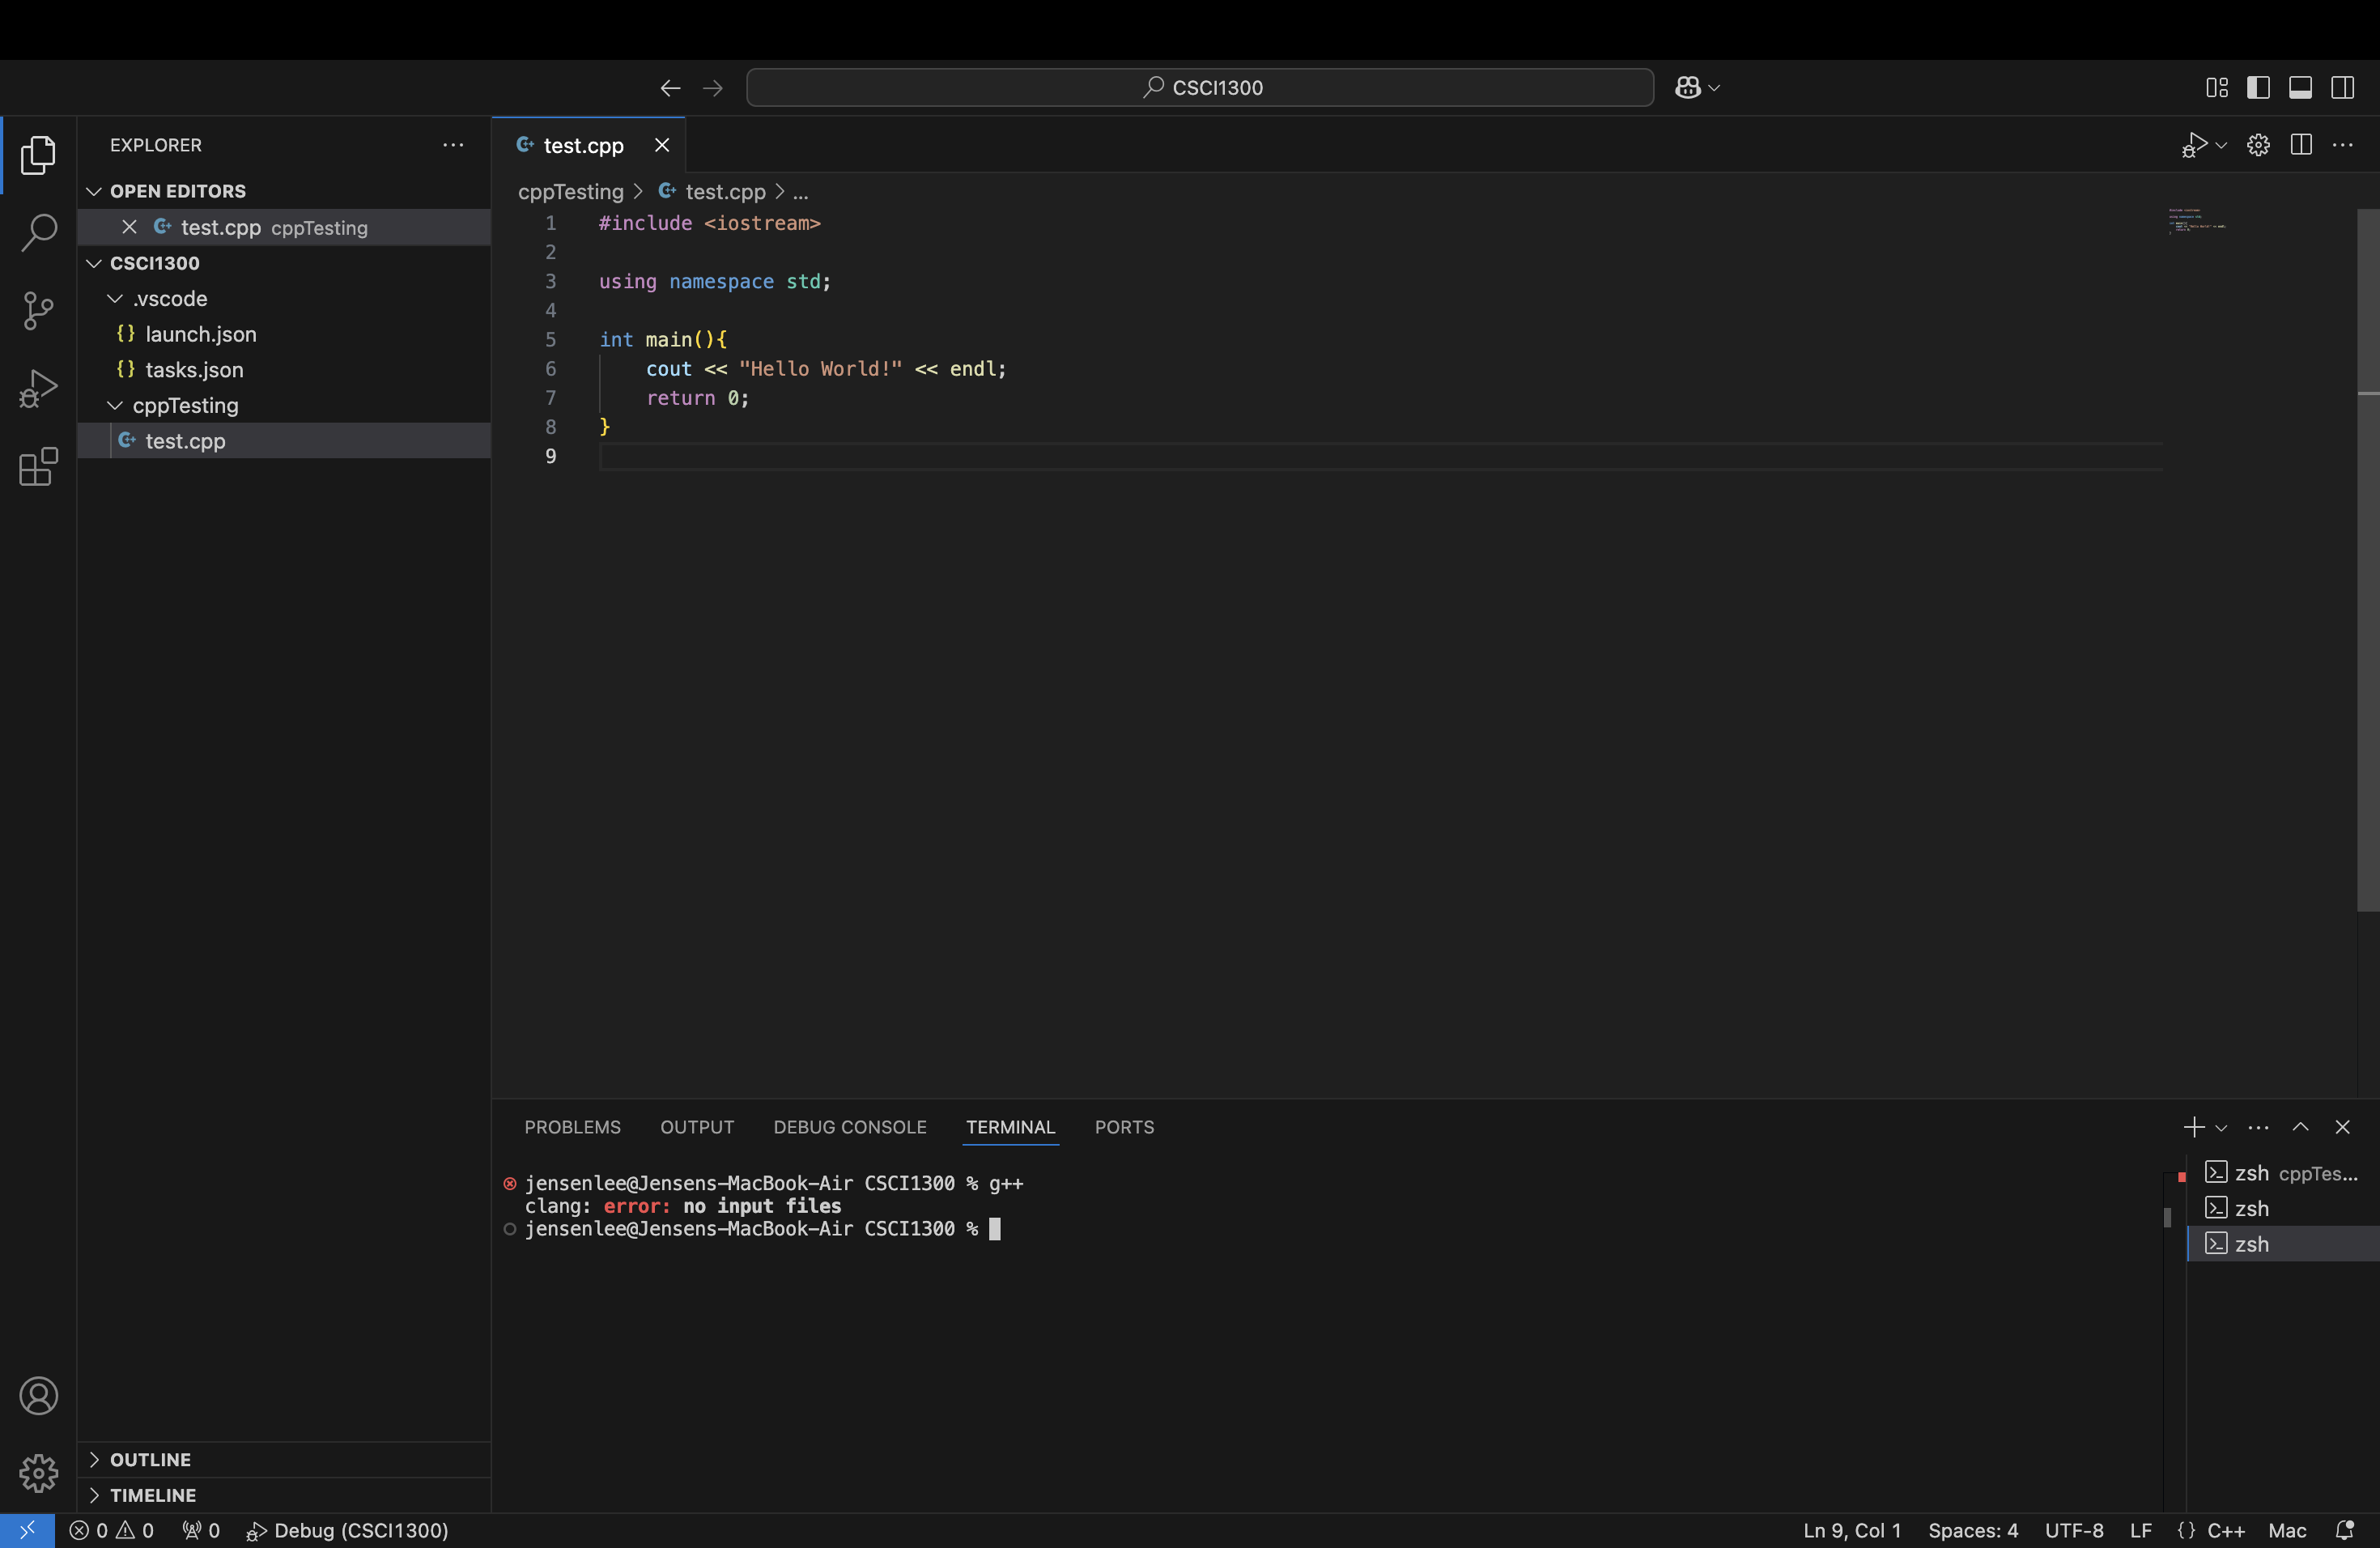 CSCI1300
EXPLORER
OPEN EDITORS
test.cpp cppTesting
CSCI1300
.vscode
{} launch.json
{} tasks.json
cppTesting
test.cpp
OUTLINE
TIMELINE
test.cpp
cppTesting > test.cpp > ...
1 #include <iostream>
2
3 using namespace std;
4
5 int main(){
6 cout << "Hello World!" << endl;
7 return 0;
8 }
9
PROBLEMS OUTPUT DEBUG CONSOLE TERMINAL PORTS
jensenlee@Jensens-MacBook-Air CSCI1300 % g++
clang: error: no input files
jensenlee@Jensens-MacBook-Air CSCI1300 %
zsh cppTes...
zsh
zsh
0 0 0 Debug (CSCI1300)
Ln 9, Col 1 Spaces: 4 UTF-8 LF {} C++ Mac